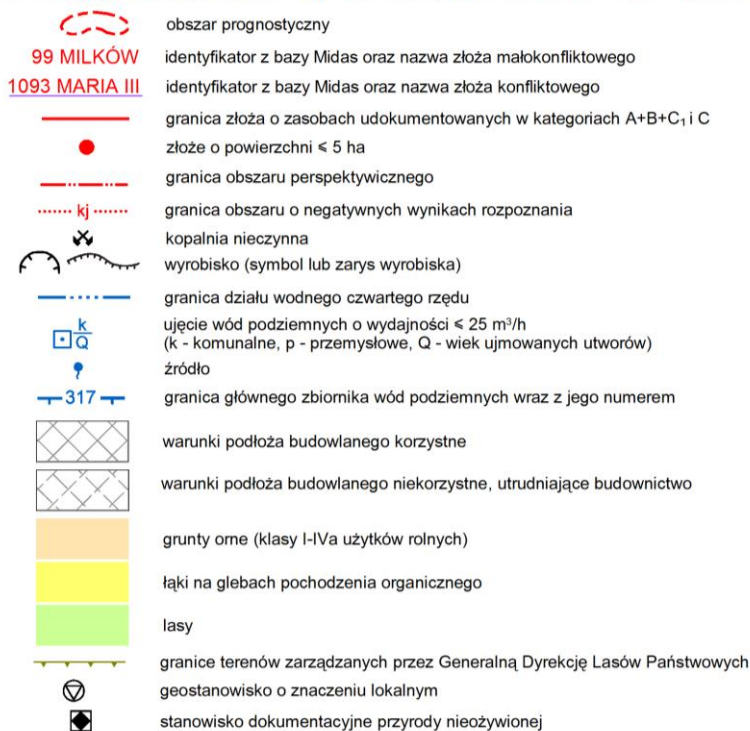 obszar prognostyczny
99 MILKÓW identyfikator z bazy Midas oraz nazwa złoża małokonfliktowego
1093 MARIA III identyfikator z bazy Midas oraz nazwa złoża konfliktowego
granica złoża o zasobach udokumentowanych w kategoriach A+B+C₁ i C
złoże o powierzchni ≤ 5 ha
granica obszaru perspektywicznego
kj granica obszaru o negatywnych wynikach rozpoznania
kopalnia nieczynna
wyrobisko (symbol lub zarys wyrobiska)
granica działu wodnego czwartego rzędu
k
Q
ujęcie wód podziemnych o wydajności ≤ 25 m³/h
(k - komunalne, p - przemysłowe, Q - wiek ujmowanych utworów)
źródło
317 granica głównego zbiornika wód podziemnych wraz z jego numerem
warunki podłoża budowlanego korzystne
warunki podłoża budowlanego niekorzystne, utrudniające budownictwo
grunty orne (klasy I-IVa użytków rolnych)
łąki na glebach pochodzenia organicznego
lasy
granice terenów zarządzanych przez Generalną Dyrekcję Lasów Państwowych
geostanowisko o znaczeniu lokalnym
stanowisko dokumentacyjne przyrody nieożywionej